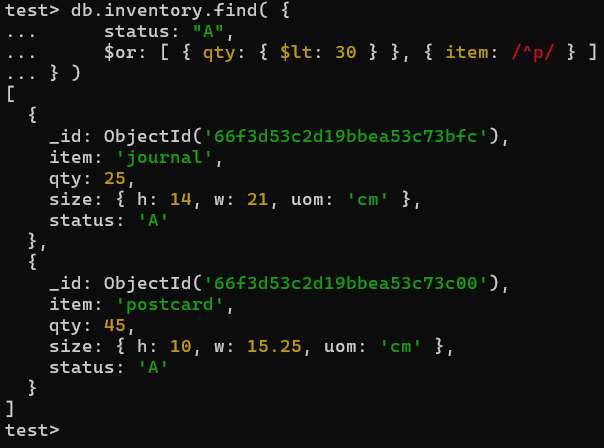 test> db.inventory.find( {
...     status: "A",
...     $or: [ { qty: { $lt: 30 } }, { item: /^p/ } ]
... } )
[
  {
    _id: ObjectId('66f3d53c2d19bbea53c73bfc'),
    item: 'journal',
    qty: 25,
    size: { h: 14, w: 21, uom: 'cm' },
    status: 'A'
  },
  {
    _id: ObjectId('66f3d53c2d19bbea53c73c00'),
    item: 'postcard',
    qty: 45,
    size: { h: 10, w: 15.25, uom: 'cm' },
    status: 'A'
  }
]
test>